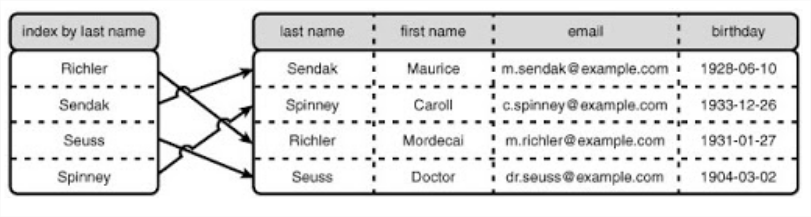 index by last name
Richler
Sendak
Seuss
Spinney
last name first name email birthday
Sendak Maurice m.sendak@example.com 1928-06-10
Spinney Caroll c.spinney@example.com 1933-12-26
Richler Mordecai m.richler@example.com 1931-01-27
Seuss Doctor dr.seuss@example.com 1904-03-02